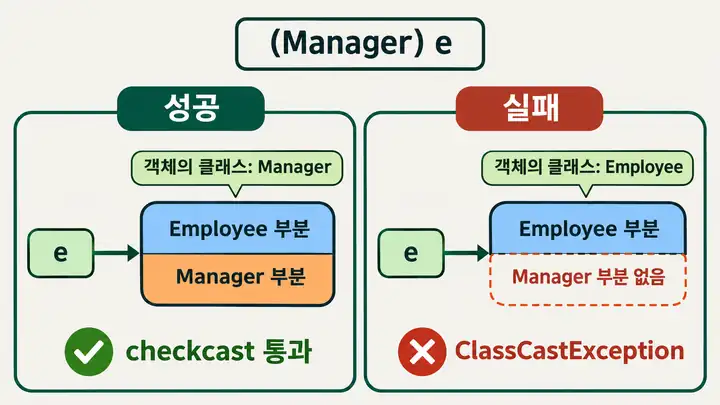 (Manager) e
성공
객체의 클래스: Manager
e
Employee 부분
Manager 부분
checkcast 통과
실패
객체의 클래스: Employee
e
Employee 부분
Manager 부분 없음
ClassCastException